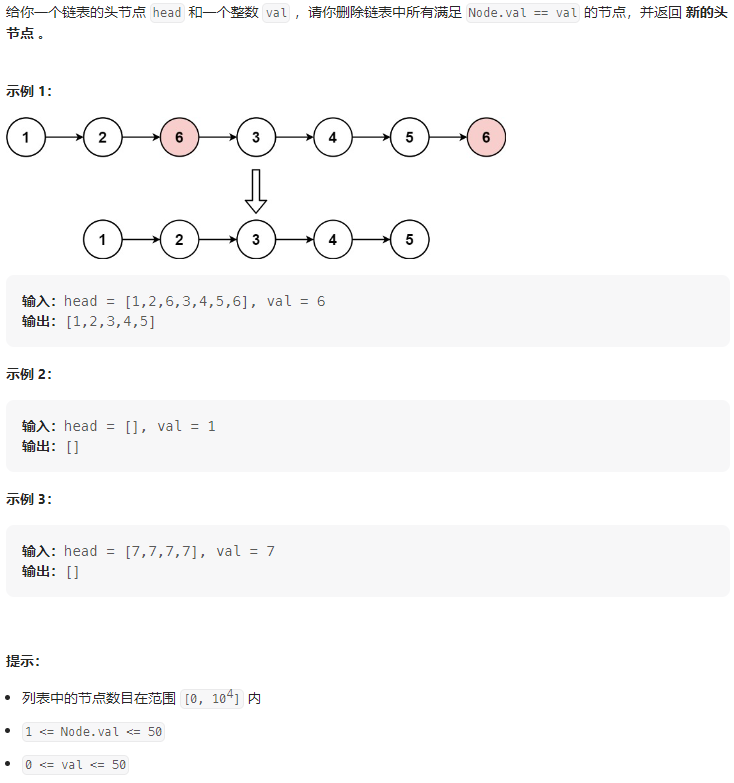 给你一个链表的头节点 head 和一个整数 val ，请你删除链表中所有满足 Node.val == val 的节点，并返回 新的头
节点 。
示例 1：
1 2 6 3 4 5 6
1 2 3 4 5
输入：head = [1,2,6,3,4,5,6], val = 6
输出：[1,2,3,4,5]
示例 2：
输入：head = [], val = 1
输出：[]
示例 3：
输入：head = [7,7,7,7], val = 7
输出：[]
提示：
列表中的节点数目在范围 [0, 10⁴] 内
1 <= Node.val <= 50
0 <= val <= 50